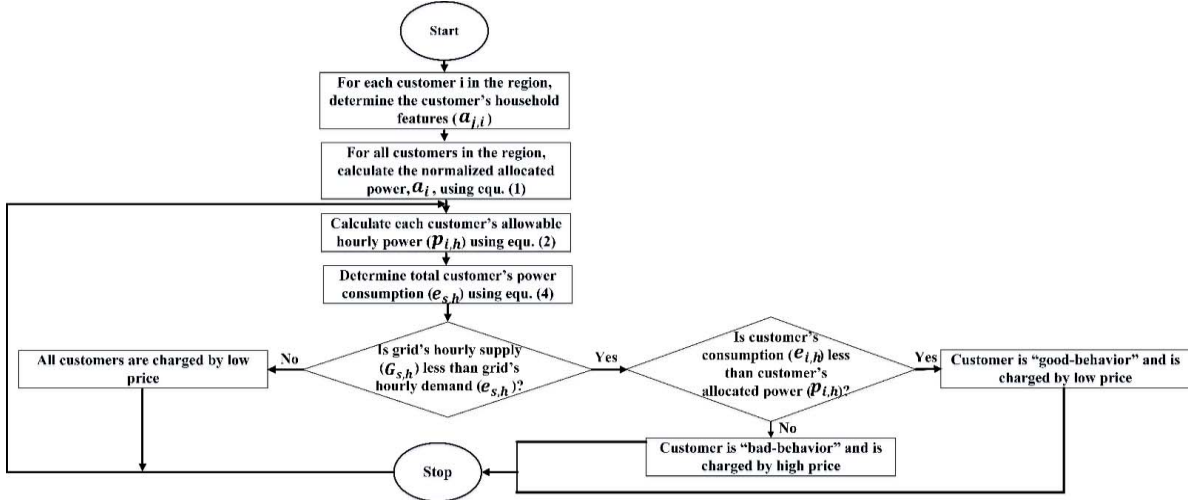 Start
For each customer i in the region,
determine the customer's household
features (a_{j,i})
For all customers in the region,
calculate the normalized allocated
power, a_i, using equ. (1)
Calculate each customer's allowable
hourly power (p_{i,h}) using equ. (2)
Determine total customer's power
consumption (e_{s,h}) using equ. (4)
Is grid's hourly supply
(G_{s,h}) less than grid's
hourly demand (e_{s,h})?
No
All customers are charged by low
price
Yes
Is customer's
consumption (e_{i,h}) less
than customer's
allocated power (p_{i,h})?
Yes
Customer is "good-behavior" and is
charged by low price
No
Customer is "bad-behavior" and is
charged by high price
Stop